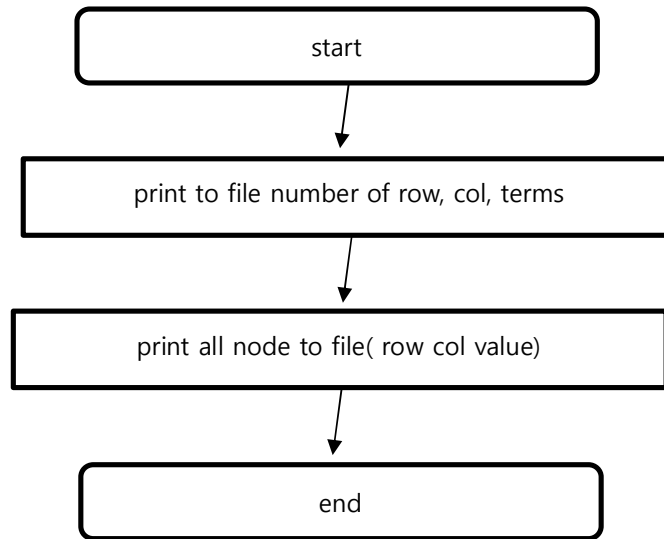 start
print to file number of row, col, terms
print all node to file( row col value)
end